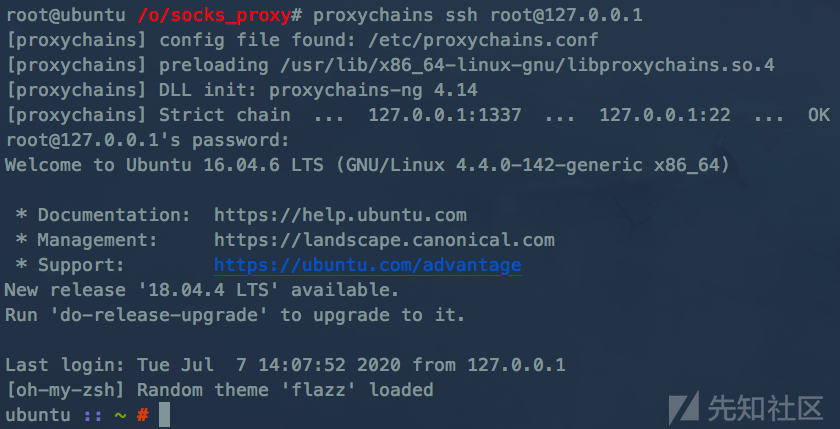 root@ubuntu /o/socks_proxy# proxychains ssh root@127.0.0.1
[proxychains] config file found: /etc/proxychains.conf
[proxychains] preloading /usr/lib/x86_64-linux-gnu/libproxychains.so.4
[proxychains] DLL init: proxychains-ng 4.14
[proxychains] Strict chain  ...  127.0.0.1:1337  ...  127.0.0.1:22  ...  OK
root@127.0.0.1's password:
Welcome to Ubuntu 16.04.6 LTS (GNU/Linux 4.4.0-142-generic x86_64)

 * Documentation:  https://help.ubuntu.com
 * Management:     https://landscape.canonical.com
 * Support:        https://ubuntu.com/advantage
New release '18.04.4 LTS' available.
Run 'do-release-upgrade' to upgrade to it.

Last login: Tue Jul  7 14:07:52 2020 from 127.0.0.1
[oh-my-zsh] Random theme 'flazz' loaded
ubuntu :: ~ #
先知社区